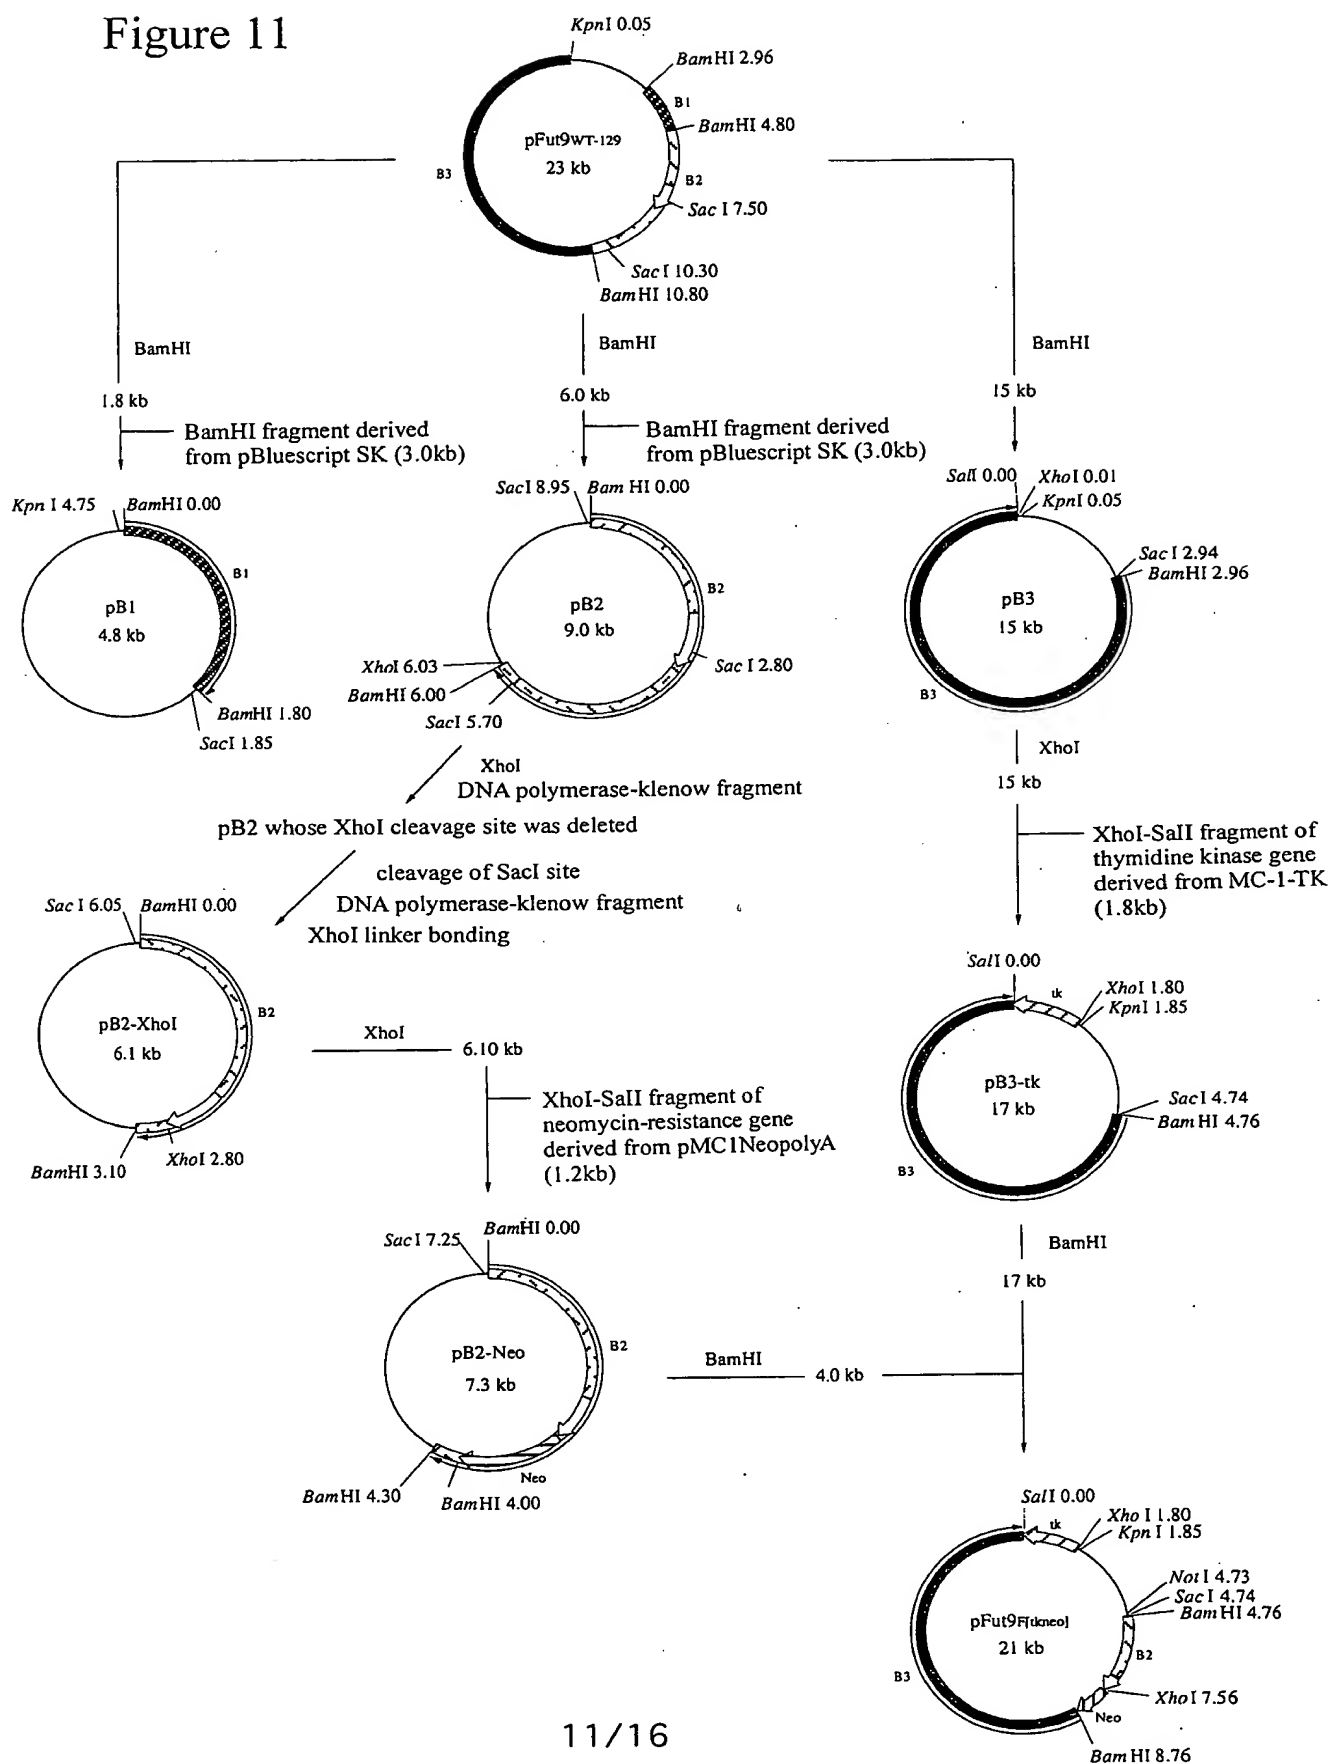 Figure 11
KpnI 0.05
BamHI 2.96
B1
BamHI 4.80
pFut9WT-129
23 kb
B3
B2
Sac I 7.50
Sac I 10.30
BamHI 10.80
BamHI
BamHI
BamHI
1.8 kb
6.0 kb
15 kb
BamHI fragment derived
from pBluescript SK (3.0kb)
BamHI fragment derived
from pBluescript SK (3.0kb)
Kpn I 4.75
BamHI 0.00
B1
pB1
4.8 kb
BamHI 1.80
SacI 1.85
SacI 8.95
Bam HI 0.00
B2
pB2
9.0 kb
XhoI 6.03
BamHI 6.00
SacI 5.70
Sac I 2.80
SalI 0.00
XhoI 0.01
KpnI 0.05
Sac I 2.94
BamHI 2.96
pB3
15 kb
B3
XhoI
DNA polymerase-klenow fragment
pB2 whose XhoI cleavage site was deleted
cleavage of SacI site
DNA polymerase-klenow fragment
XhoI linker bonding
XhoI
15 kb
XhoI-SalI fragment of
thymidine kinase gene
derived from MC-1-TK
(1.8kb)
Sac I 6.05
BamHI 0.00
B2
pB2-XhoI
6.1 kb
BamHI 3.10
XhoI 2.80
XhoI
6.10 kb
XhoI-SalI fragment of
neomycin-resistance gene
derived from pMC1NeopolyA
(1.2kb)
SalI 0.00
tk
XhoI 1.80
KpnI 1.85
pB3-tk
17 kb
SacI 4.74
Bam HI 4.76
B3
SacI 7.25
BamHI 0.00
B2
pB2-Neo
7.3 kb
Neo
BamHI 4.30
BamHI 4.00
BamHI
4.0 kb
BamHI
17 kb
SalI 0.00
tk
Xho I 1.80
Kpn I 1.85
Not I 4.73
Sac I 4.74
Bam HI 4.76
pFut9F[tkneo]
21 kb
B2
B3
XhoI 7.56
Neo
Bam HI 8.76
11/16